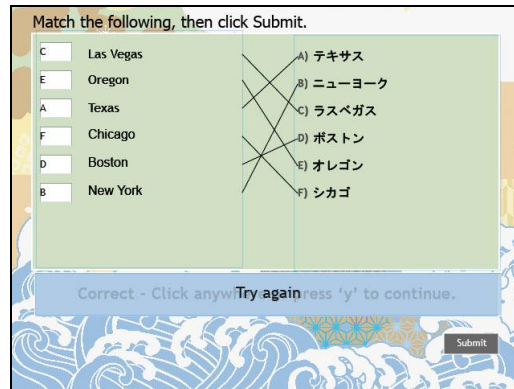 Match the following, then click Submit.
C Las Vegas A) テキサス
E Oregon B) ニューヨーク
A Texas C) ラスベガス
F Chicago D) ボストン
D Boston E) オレゴン
B New York F) シカゴ
Correct - Click anywhere press ‘y’ to continue.
Try again
Submit